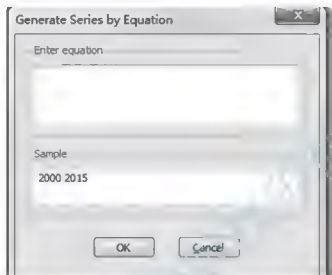 Generate Series by Equation
Enter equation
Sample
2000 2015
OK
Cancel